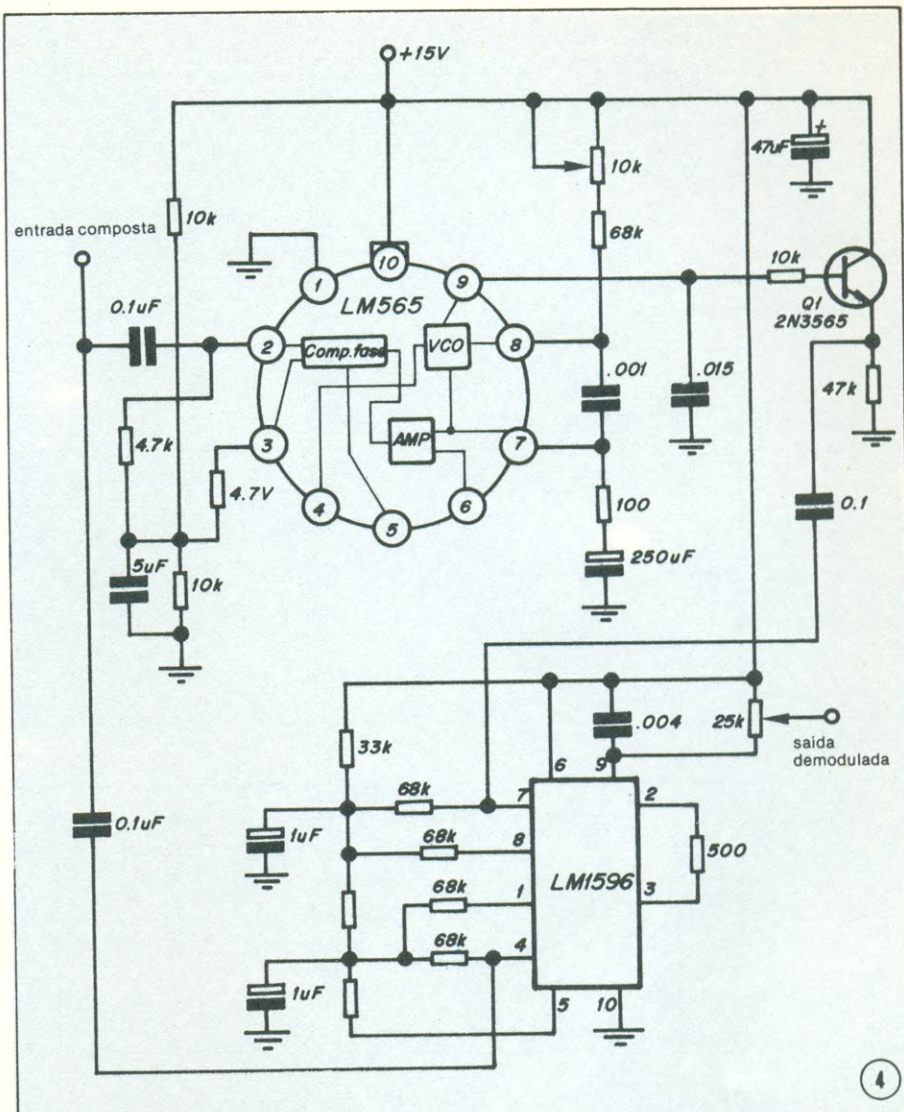 +15V
47uF
+
10k
10k
68k
entrada composta
0.1uF
1
10
9
LM565
10k
Q1
2N3565
2
Comp.fase
VCO
8
.001
.015
47k
4.7k
3
4.7V
AMP
7
4
5
6
100
0.1
5uF
10k
250uF
33k
.004
25k
saída
demodulada
6
9
68k
7
2
1uF
0.1uF
68k
8
500
LM1596
68k
1
3
68k
4
1uF
5
10
4